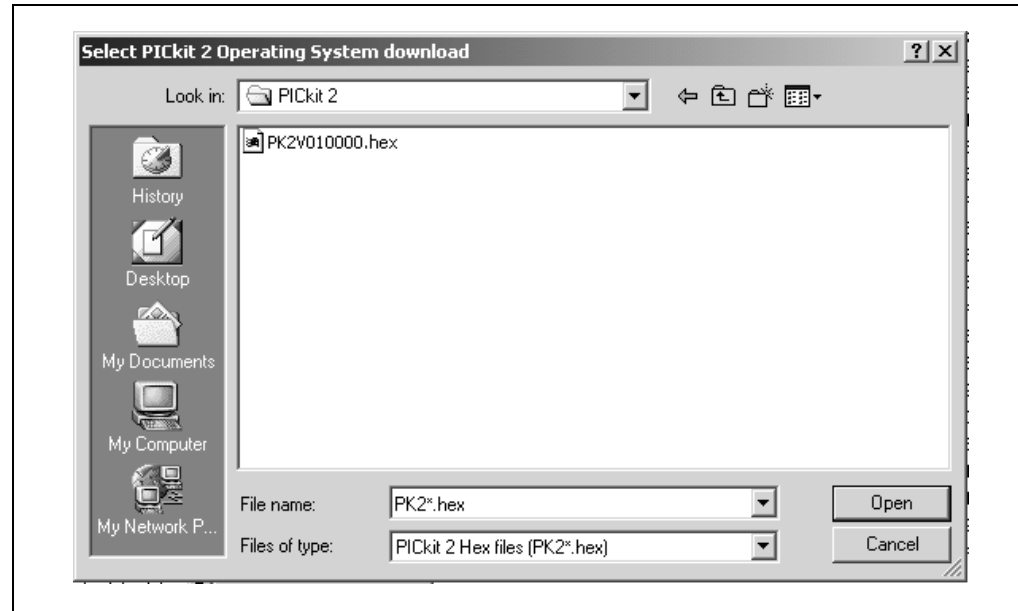 Select PICkit 2 Operating System download
Look in: PICkit 2
PK2V010000.hex
History
Desktop
My Documents
My Computer
My Network P...
File name: PK2*.hex Open
Files of type: PICkit 2 Hex files (PK2*.hex) Cancel